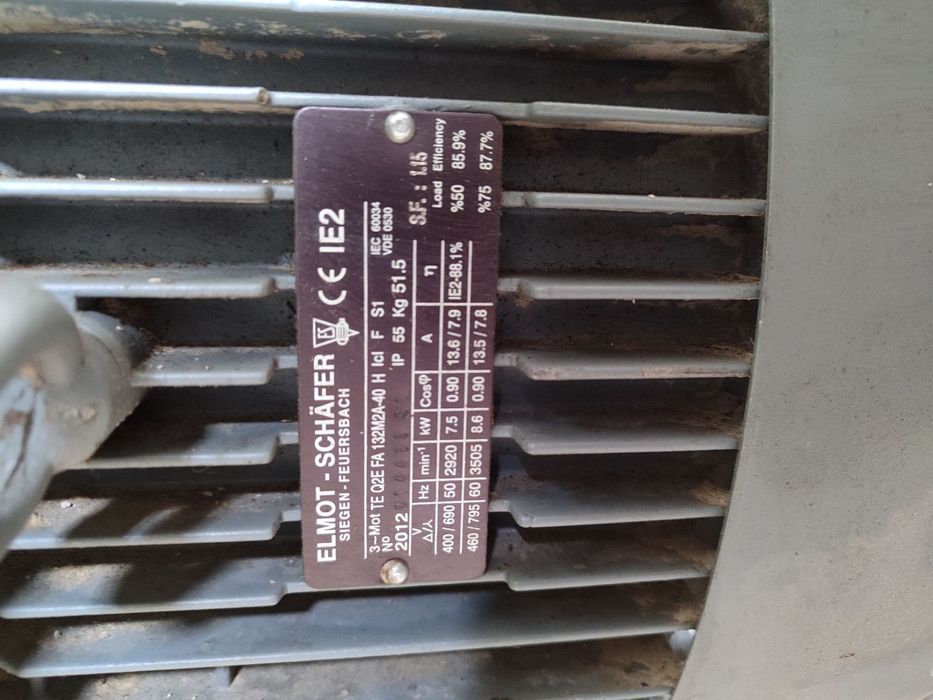 ELMOT - SCHÄFER ES CE IE2
SIEGEN - FEUERSBACH
3~Mot TE Q2E FA 132M2A-40 H Icl F S1 IEC 60034
VDE 0530
No
2012 IP 55 Kg 51.5 S.F. : 1.15
V Δ/⅄ Hz min-1 kW Cosφ A η Load Efficiency
400 / 690 50 2920 7.5 0.90 13.6 / 7.9 IE2-88.1% %50 85.9%
460 / 795 60 3505 8.6 0.90 13.5 / 7.8 %75 87.7%